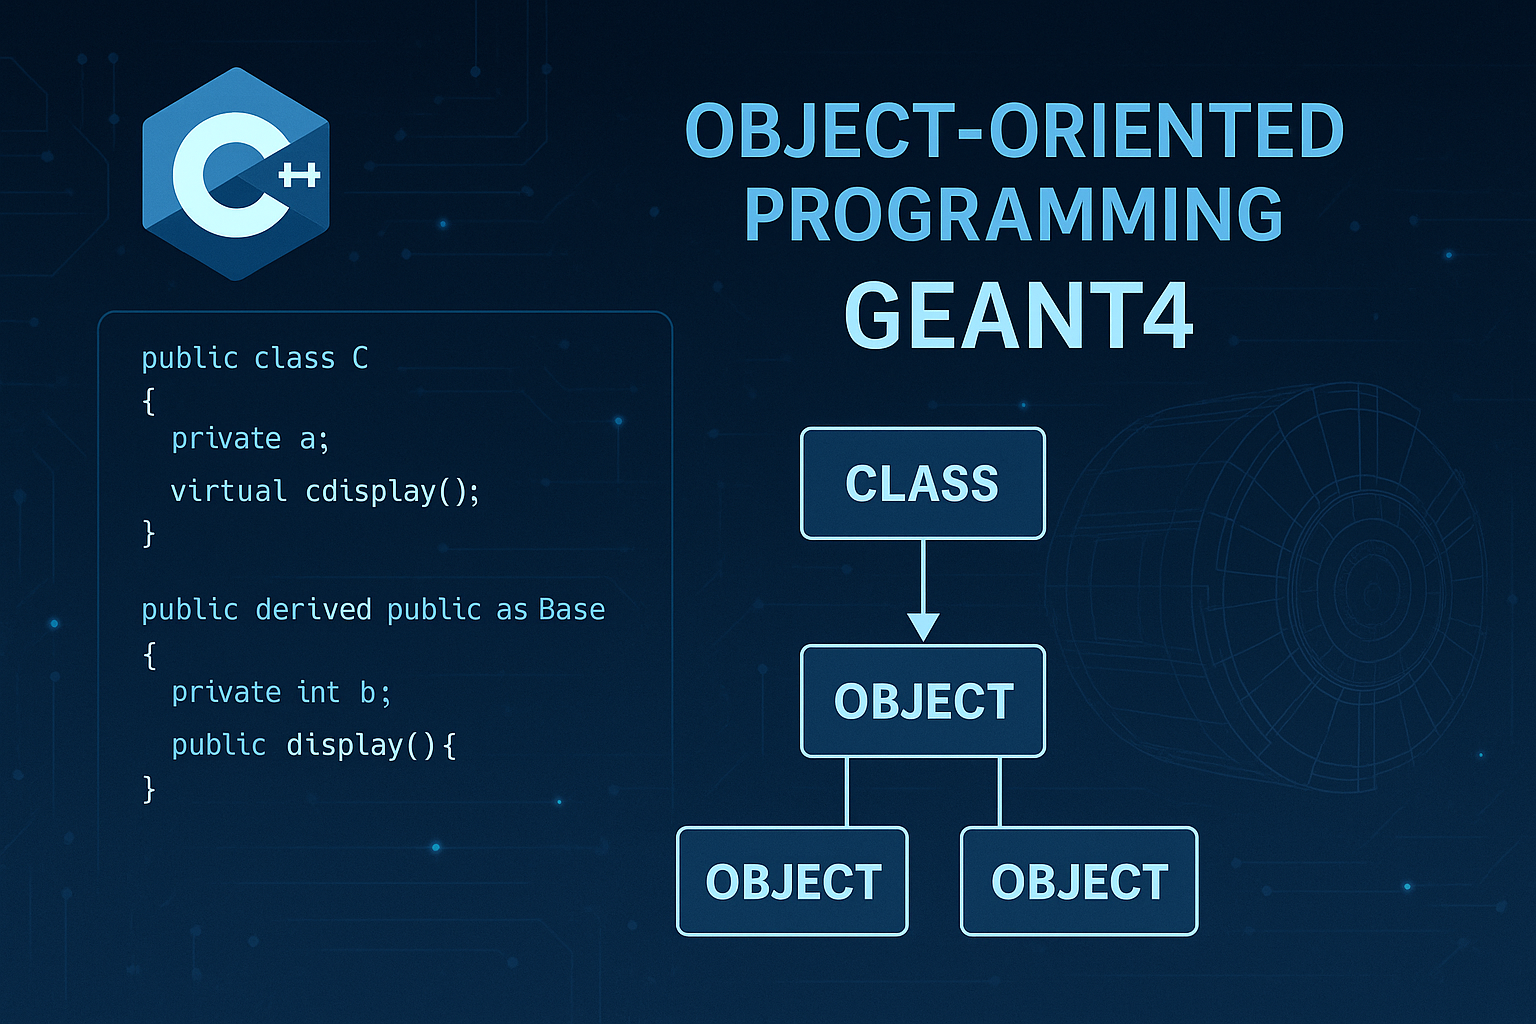 C++
OBJECT-ORIENTED
PROGRAMMING
GEANT4
public class C
{
private a;
virtual cdisplay();
}
public derived public as Base
{
private int b;
public display(){
}
CLASS
OBJECT
OBJECT
OBJECT